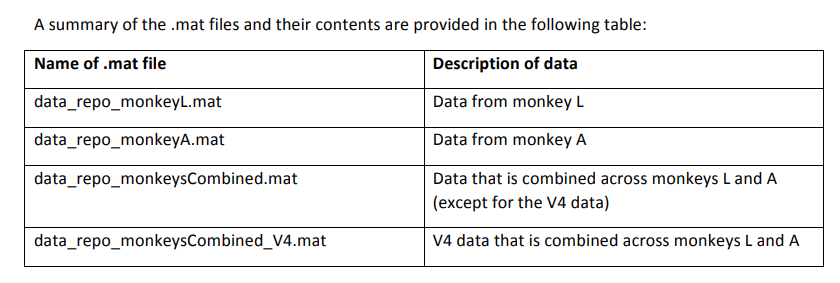 A summary of the .mat files and their contents are provided in the following table:
Name of .mat file
Description of data
data_repo_monkeyL.mat
Data from monkey L
data_repo_monkeyA.mat
Data from monkey A
data_repo_monkeysCombined.mat
Data that is combined across monkeys L and A
(except for the V4 data)
data_repo_monkeysCombined_V4.mat
V4 data that is combined across monkeys L and A